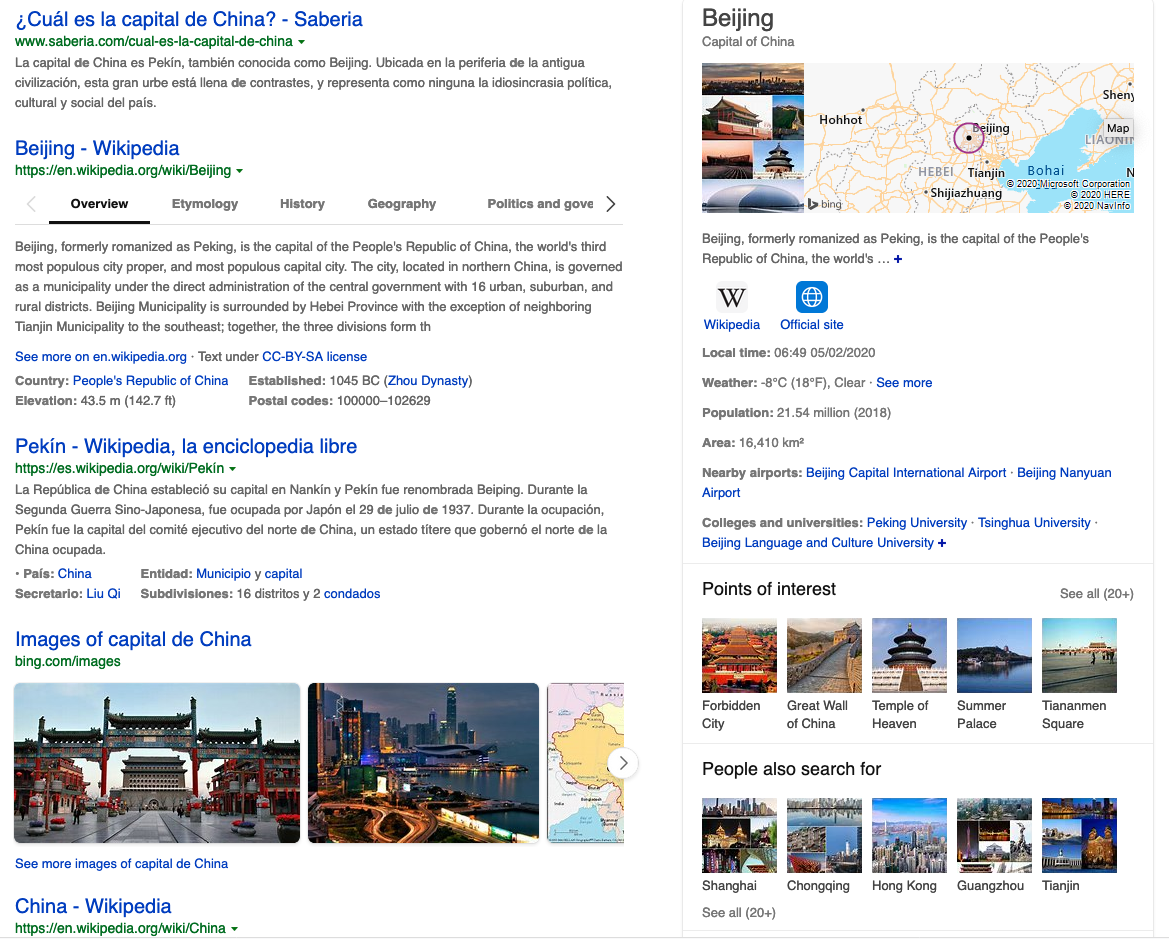 ¿Cuál es la capital de China? - Saberia
www.saberia.com/cual-es-la-capital-de-china
La capital de China es Pekín, también conocida como Beijing. Ubicada en la periferia de la antigua
civilización, esta gran urbe está llena de contrastes, y representa como ninguna la idiosincrasia política,
cultural y social del país.
Beijing - Wikipedia
https://en.wikipedia.org/wiki/Beijing
Overview Etymology History Geography Politics and gove
Beijing, formerly romanized as Peking, is the capital of the People's Republic of China, the world's third
most populous city proper, and most populous capital city. The city, located in northern China, is governed
as a municipality under the direct administration of the central government with 16 urban, suburban, and
rural districts. Beijing Municipality is surrounded by Hebei Province with the exception of neighboring
Tianjin Municipality to the southeast; together, the three divisions form th
See more on en.wikipedia.org · Text under CC-BY-SA license
Country: People's Republic of China Established: 1045 BC (Zhou Dynasty)
Elevation: 43.5 m (142.7 ft) Postal codes: 100000–102629
Pekín - Wikipedia, la enciclopedia libre
https://es.wikipedia.org/wiki/Pekín
La República de China estableció su capital en Nankín y Pekín fue renombrada Beiping. Durante la
Segunda Guerra Sino-Japonesa, fue ocupada por Japón el 29 de julio de 1937. Durante la ocupación,
Pekín fue la capital del comité ejecutivo del norte de China, un estado títere que gobernó el norte de la
China ocupada.
· País: China Entidad: Municipio y capital
Secretario: Liu Qi Subdivisiones: 16 distritos y 2 condados
Images of capital de China
bing.com/images
See more images of capital de China
China - Wikipedia
https://en.wikipedia.org/wiki/China
Beijing
Capital of China
Sheny
Hohhot
Beijing
Map
LIAONIN
HEBEI
Tianjin
Bohai
N
Shijiazhuang
© 2020 Microsoft Corporation
© 2020 HERE
© 2020 NavInfo
bing
Beijing, formerly romanized as Peking, is the capital of the People's
Republic of China, the world's … +
W
Wikipedia Official site
Local time: 06:49 05/02/2020
Weather: -8°C (18°F), Clear · See more
Population: 21.54 million (2018)
Area: 16,410 km²
Nearby airports: Beijing Capital International Airport · Beijing Nanyuan
Airport
Colleges and universities: Peking University · Tsinghua University ·
Beijing Language and Culture University +
Points of interest See all (20+)
Forbidden City
Great Wall of China
Temple of Heaven
Summer Palace
Tiananmen Square
People also search for
Shanghai Chongqing Hong Kong Guangzhou Tianjin
See all (20+)